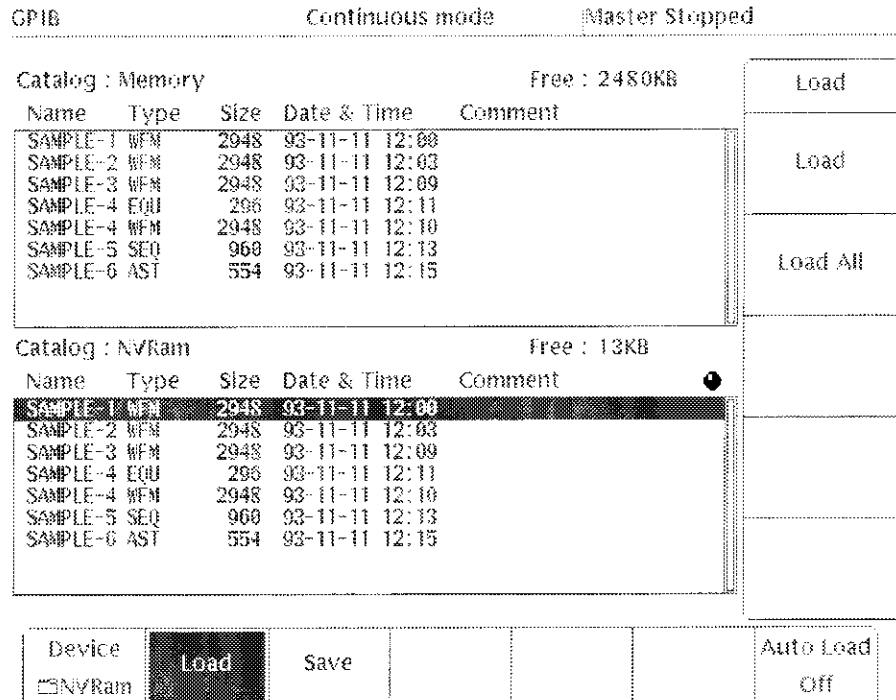 GPIB Continuous mode Master Stopped
Catalog : Memory Free : 2480KB
Name Type Size Date & Time Comment
SAMPLE-1 WFM 2948 93-11-11 12:00
SAMPLE-2 WFM 2948 93-11-11 12:03
SAMPLE-3 WFM 2948 93-11-11 12:09
SAMPLE-4 EQU 296 93-11-11 12:11
SAMPLE-4 WFM 2948 93-11-11 12:10
SAMPLE-5 SEQ 960 93-11-11 12:13
SAMPLE-6 AST 554 93-11-11 12:15
Catalog : NVRam Free : 13KB
Name Type Size Date & Time Comment
SAMPLE-1 WFM 2948 93-11-11 12:00
SAMPLE-2 WFM 2948 93-11-11 12:03
SAMPLE-3 WFM 2948 93-11-11 12:09
SAMPLE-4 EQU 296 93-11-11 12:11
SAMPLE-4 WFM 2948 93-11-11 12:10
SAMPLE-5 SEQ 960 93-11-11 12:13
SAMPLE-6 AST 554 93-11-11 12:15
Load
Load
Load All
Device
NVRam
Load
Save
Auto Load
Off